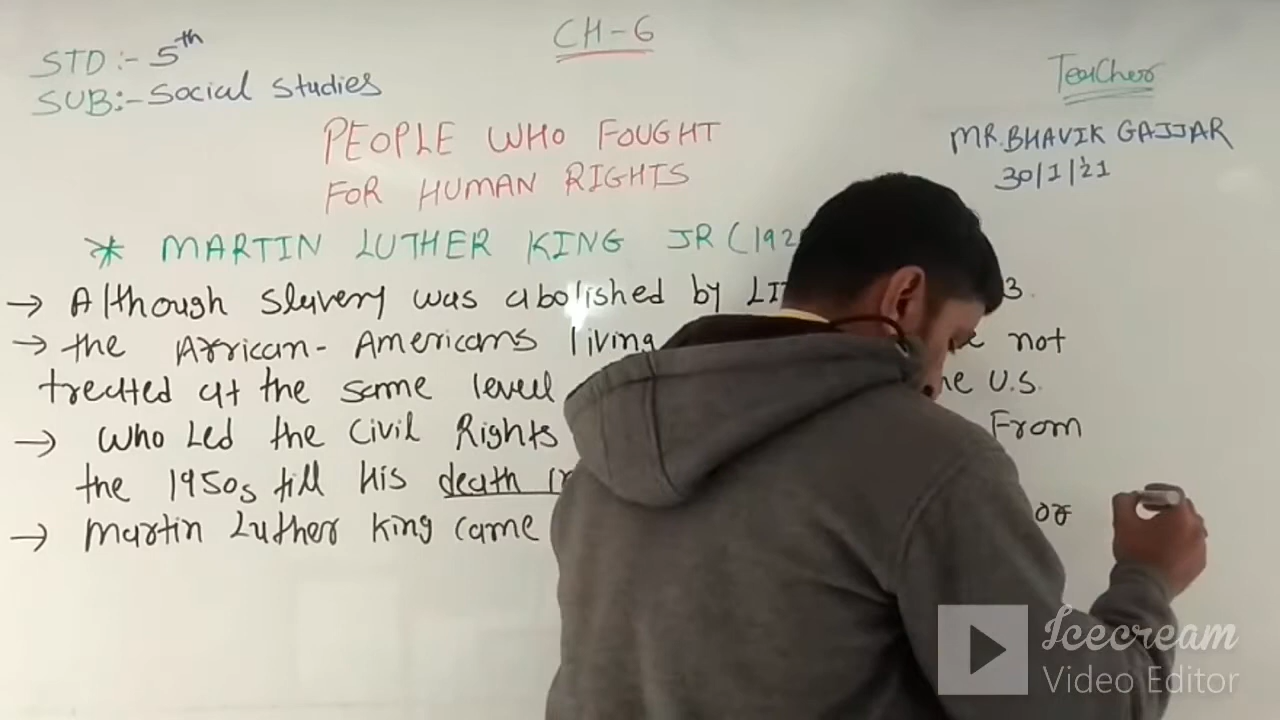 CH-6
STD:- 5th
SUB:- Social Studies
Teacher
MR. BHAVIK GAJJAR
30/1/21
PEOPLE WHO FOUGHT
FOR HUMAN RIGHTS
* MARTIN LUTHER KING JR (192
→ Although slavery was abolished by LI 3.
→ the African-Americans living not
treated at the same level he U.S.
→ Who Led the Civil Rights From
the 1950s till His death
→ Martin Luther King came or
Icecream
Video Editor